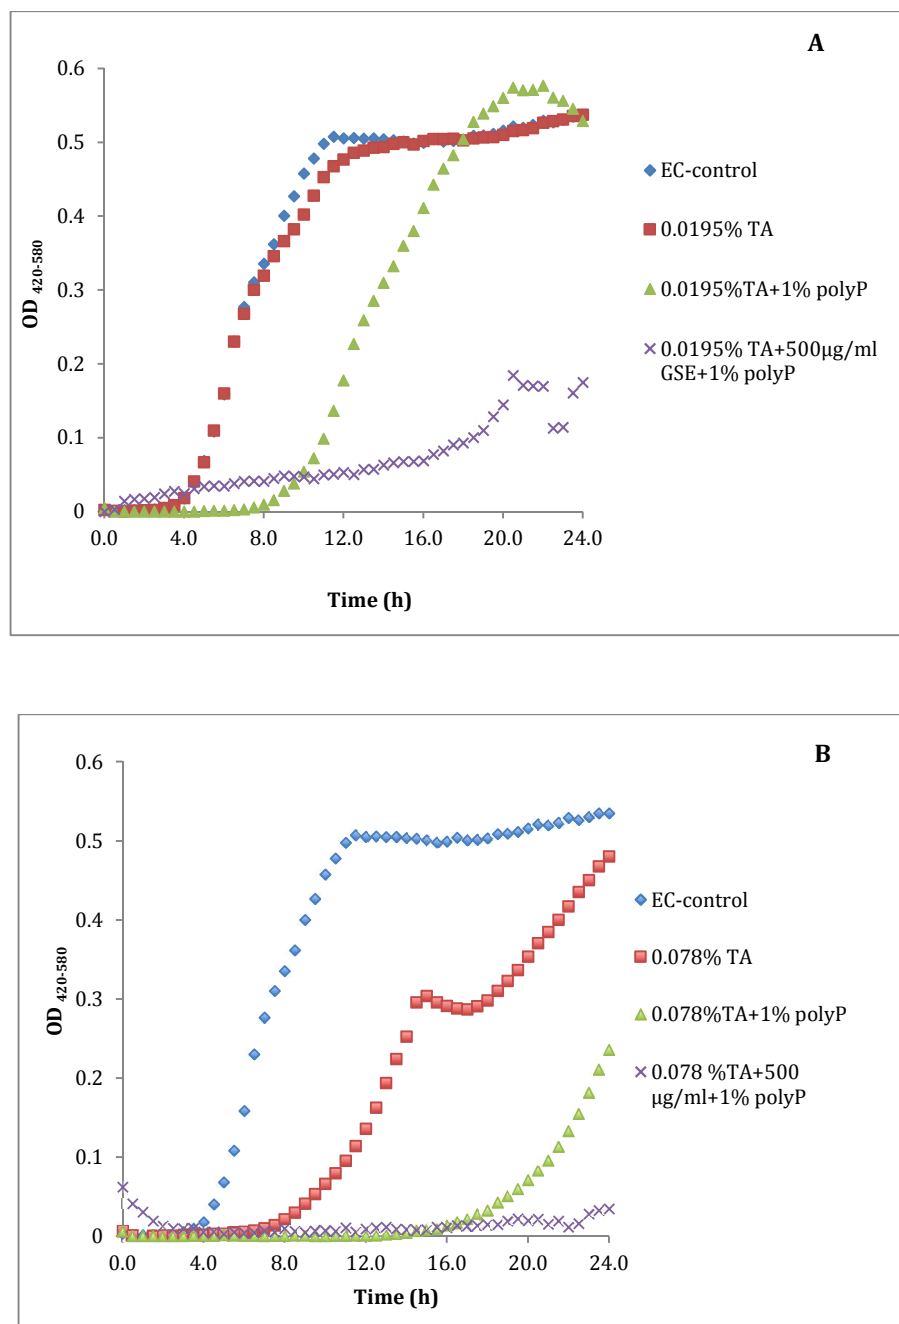 A
0.6
0.5
0.4
0.3
0.2
0.1
0
OD 420-580
0.0 4.0 8.0 12.0 16.0 20.0 24.0
Time (h)
EC-control
0.0195% TA
0.0195%TA+1% polyP
0.0195% TA+500µg/ml
GSE+1% polyP
B
0.6
0.5
0.4
0.3
0.2
0.1
0
OD 420-580
0.0 4.0 8.0 12.0 16.0 20.0 24.0
Time (h)
EC-control
0.078% TA
0.078%TA+1% polyP
0.078 %TA+500
µg/ml+1% polyP